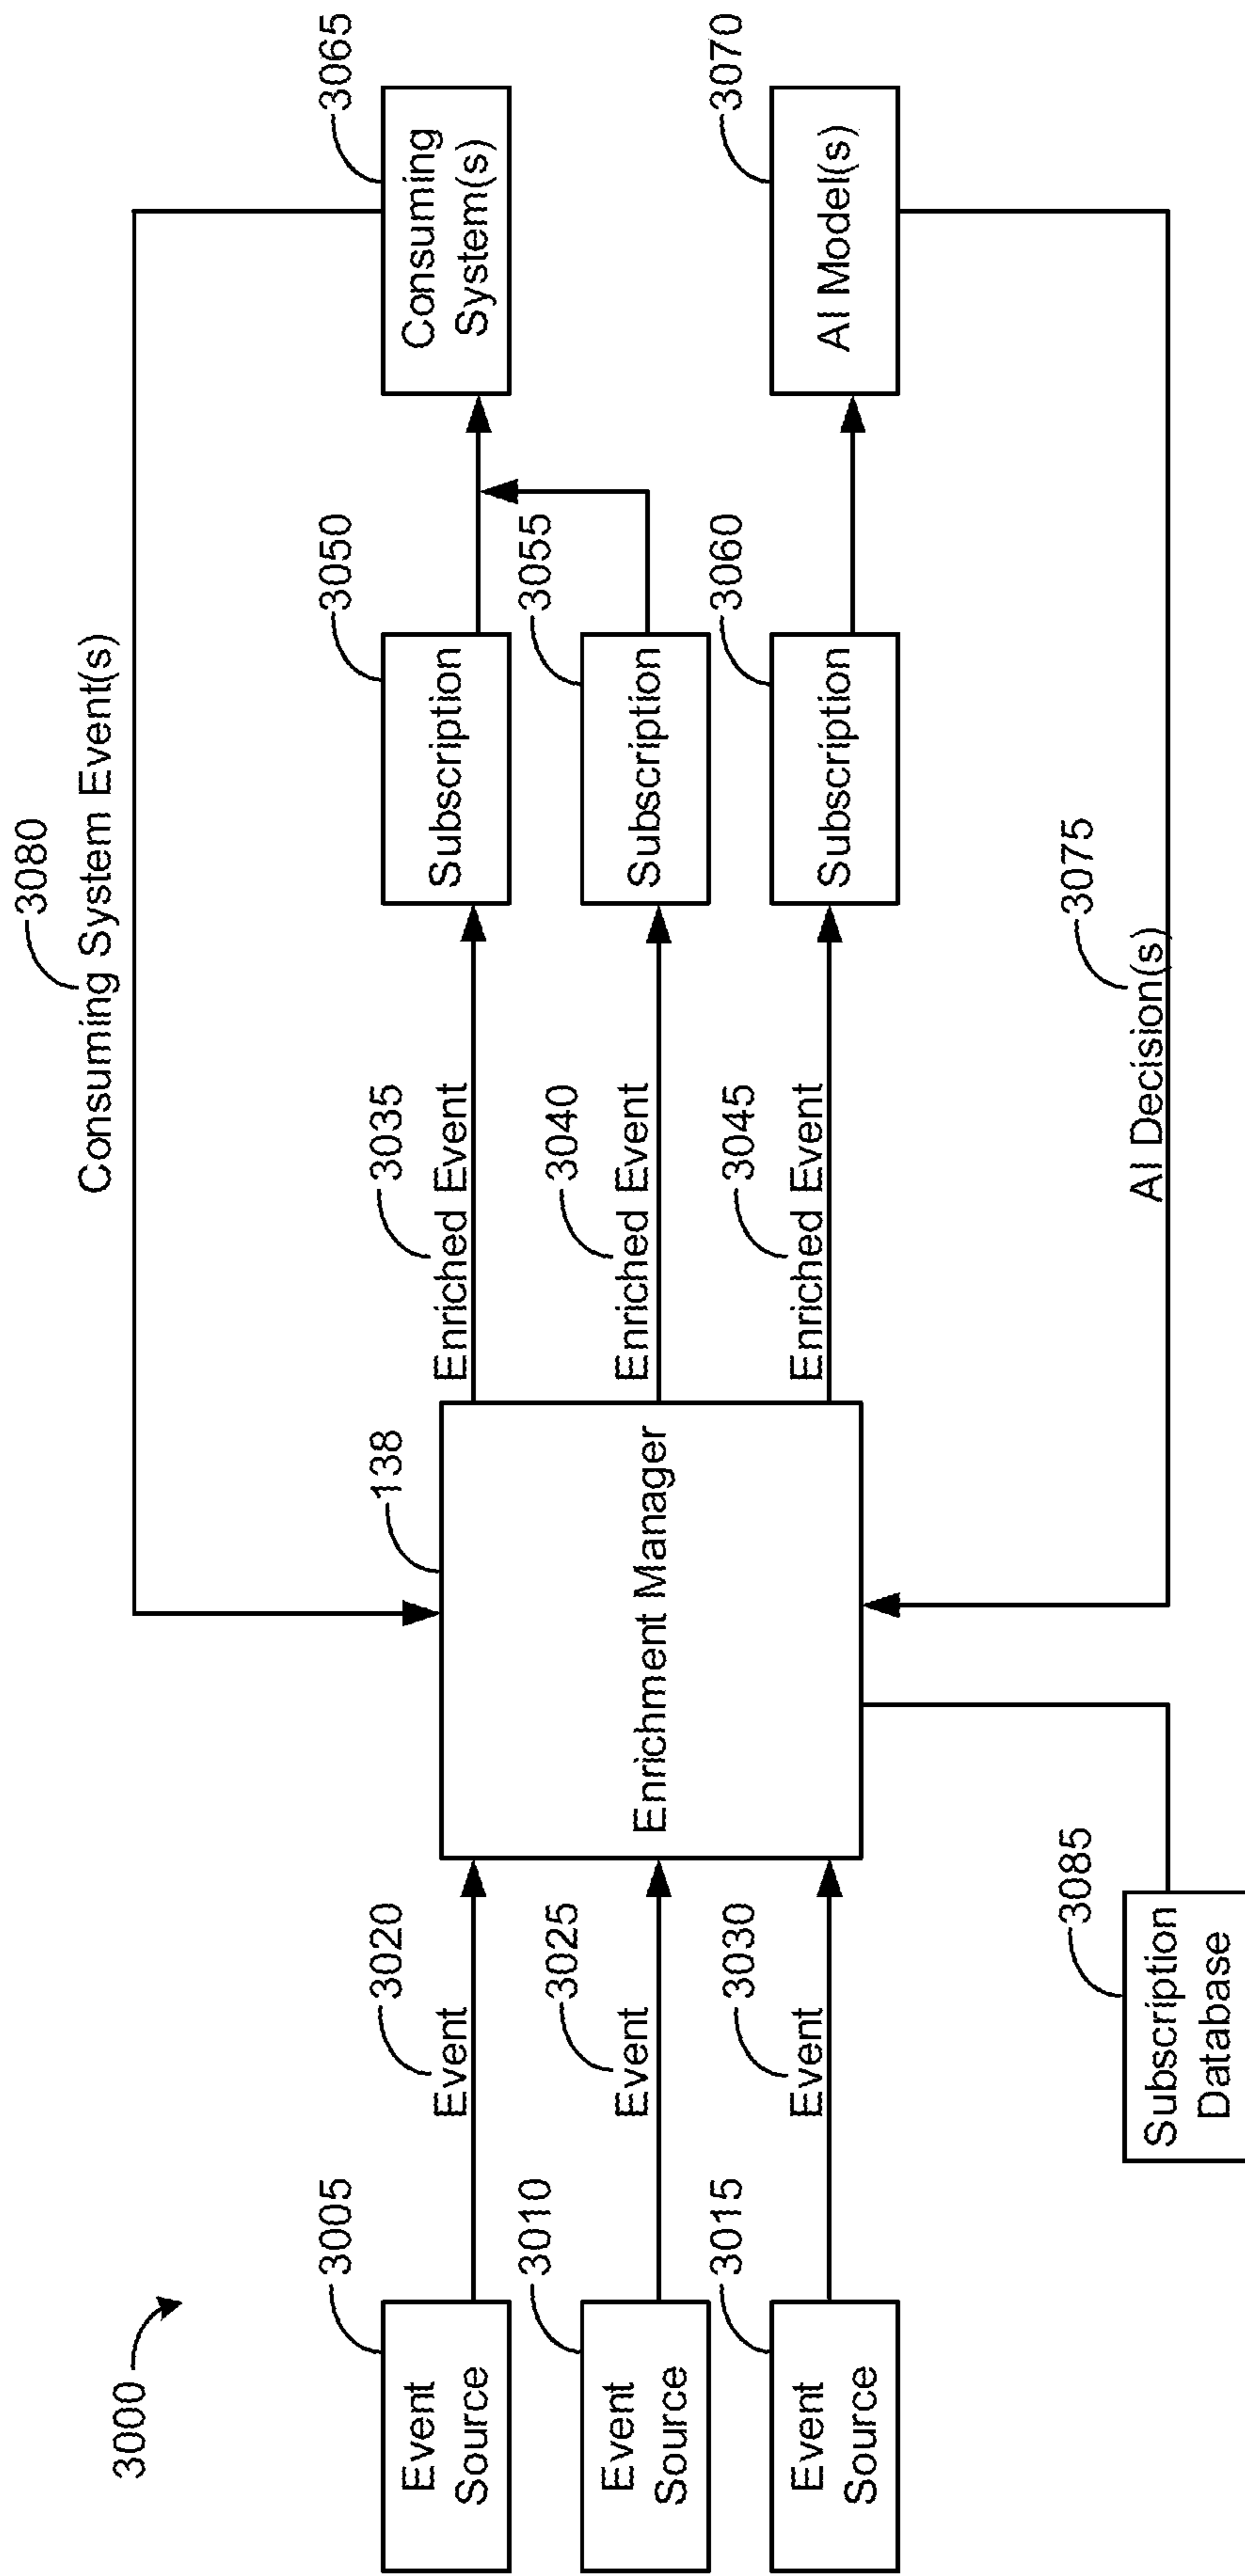 3000
3080
Consuming System Event(s)
3005
Event
Source
3020
Event
138
Enrichment Manager
3035
Enriched Event
3050
Subscription
3065
Consuming
System(s)
3010
Event
Source
3025
Event
3040
Enriched Event
3055
Subscription
3015
Event
Source
3030
Event
3045
Enriched Event
3060
Subscription
3070
AI Model(s)
3085
Subscription
Database
3075
AI Decision(s)